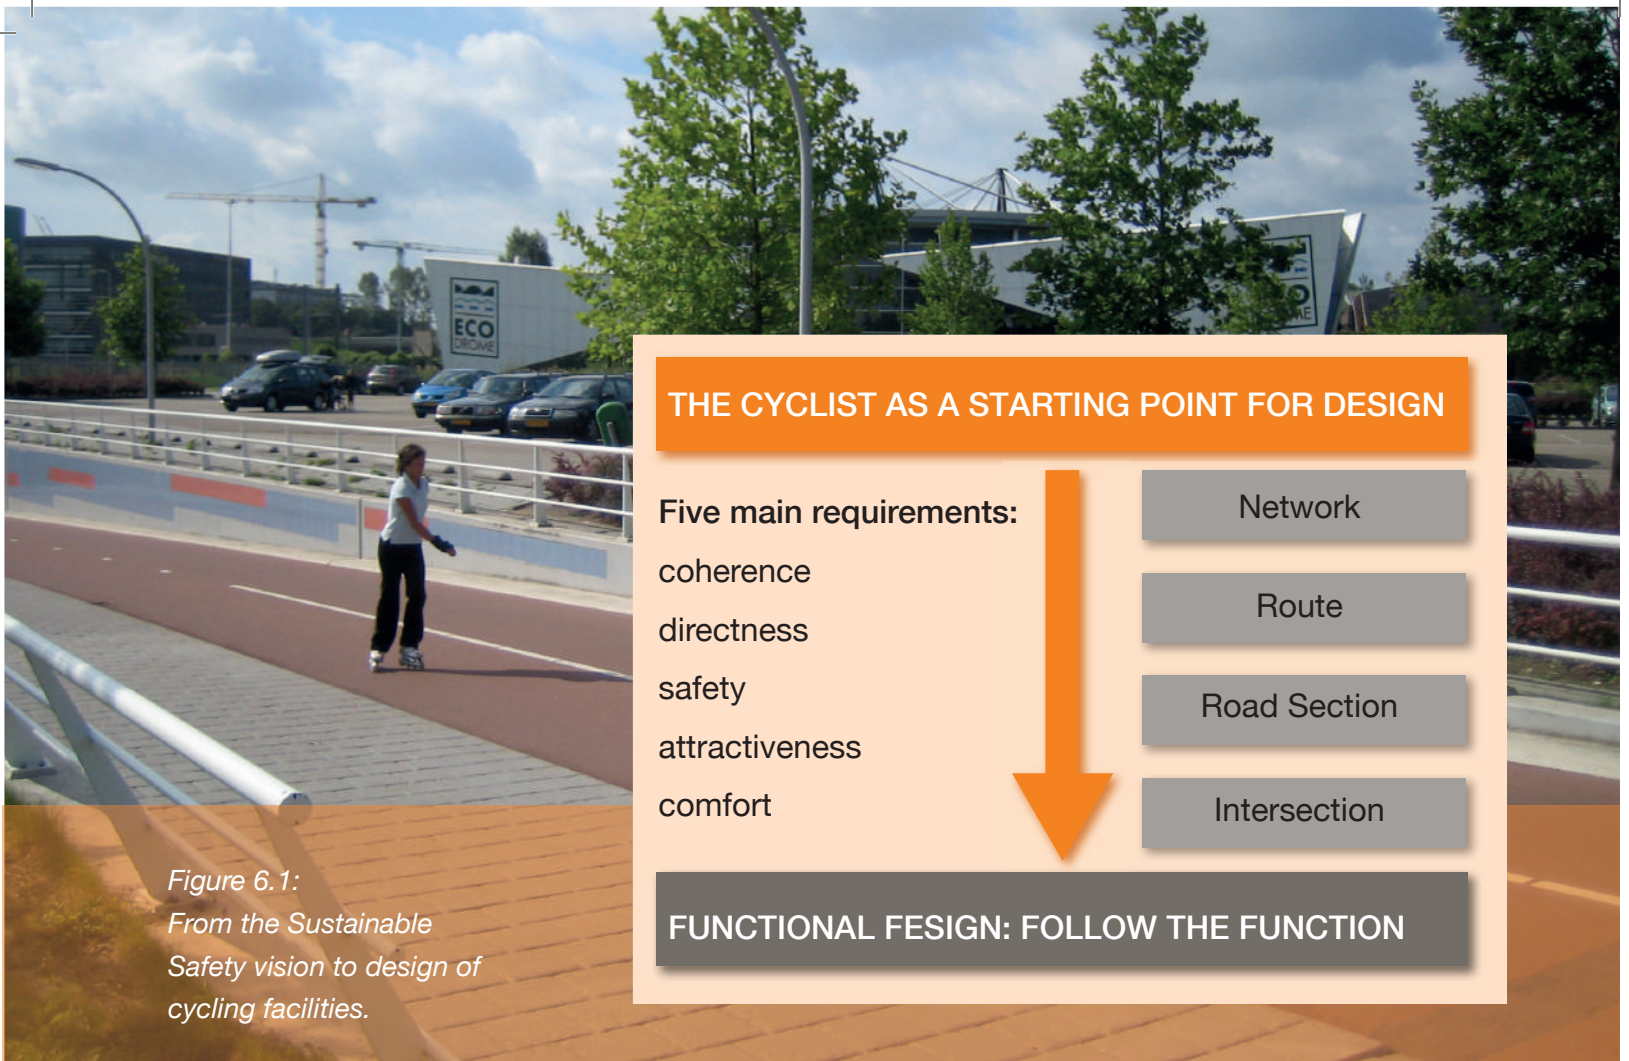 ECO
DROME
ECO
THE CYCLIST AS A STARTING POINT FOR DESIGN
Five main requirements:
coherence
directness
safety
attractiveness
comfort
Network
Route
Road Section
Intersection
FUNCTIONAL FESIGN: FOLLOW THE FUNCTION
Figure 6.1:
From the Sustainable
Safety vision to design of
cycling facilities.